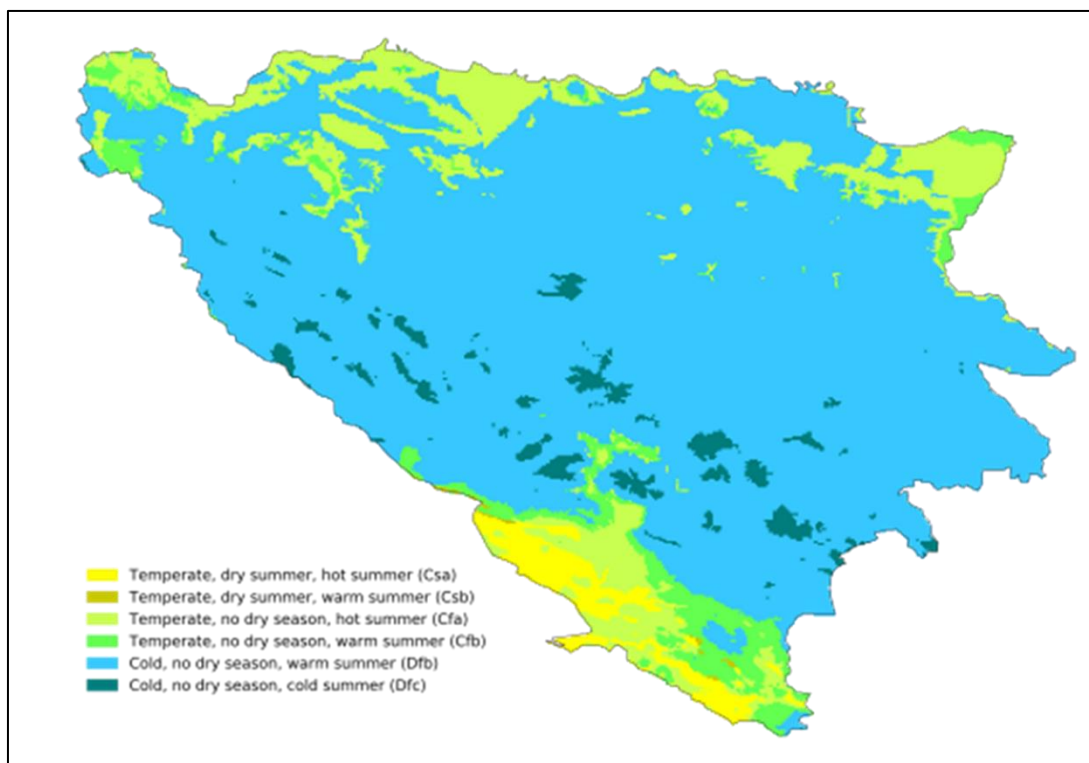 Temperate, dry summer, hot summer (Csa)
Temperate, dry summer, warm summer (Csb)
Temperate, no dry season, hot summer (Cfa)
Temperate, no dry season, warm summer (Cfb)
Cold, no dry season, warm summer (Dfb)
Cold, no dry season, cold summer (Dfc)